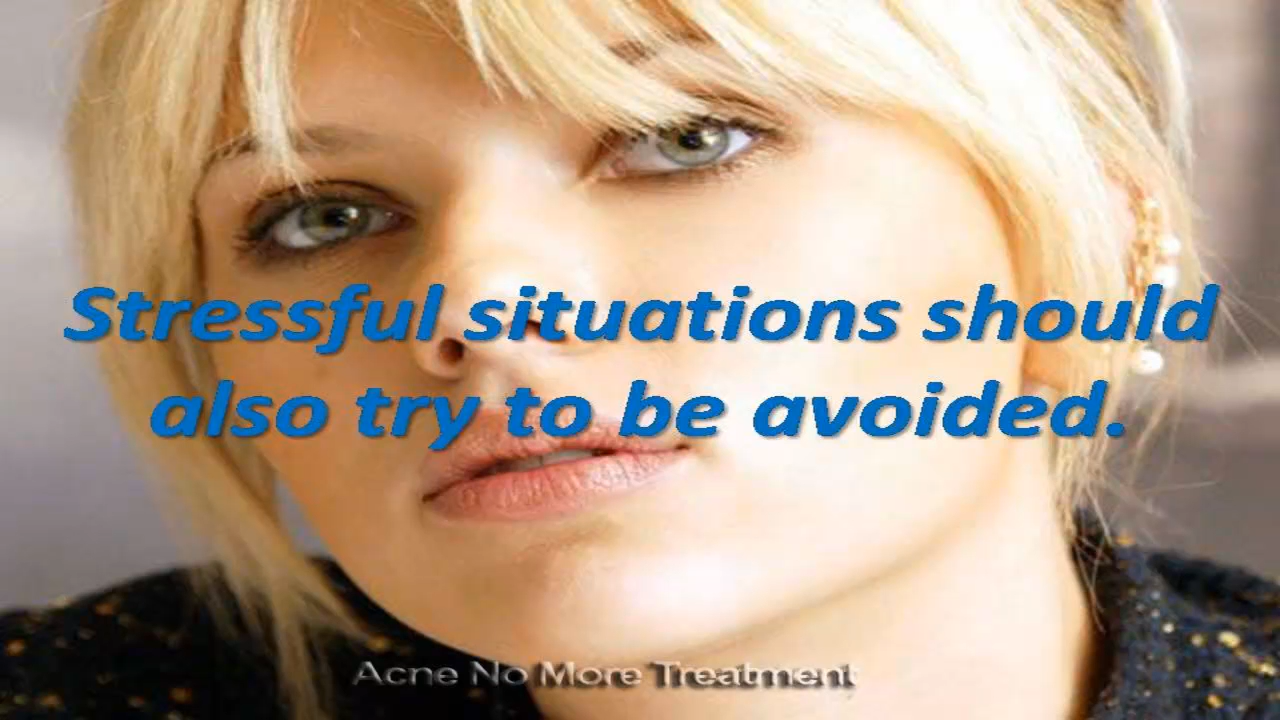 Stressful situations should
also try to be avoided.
Acne No More Treatment